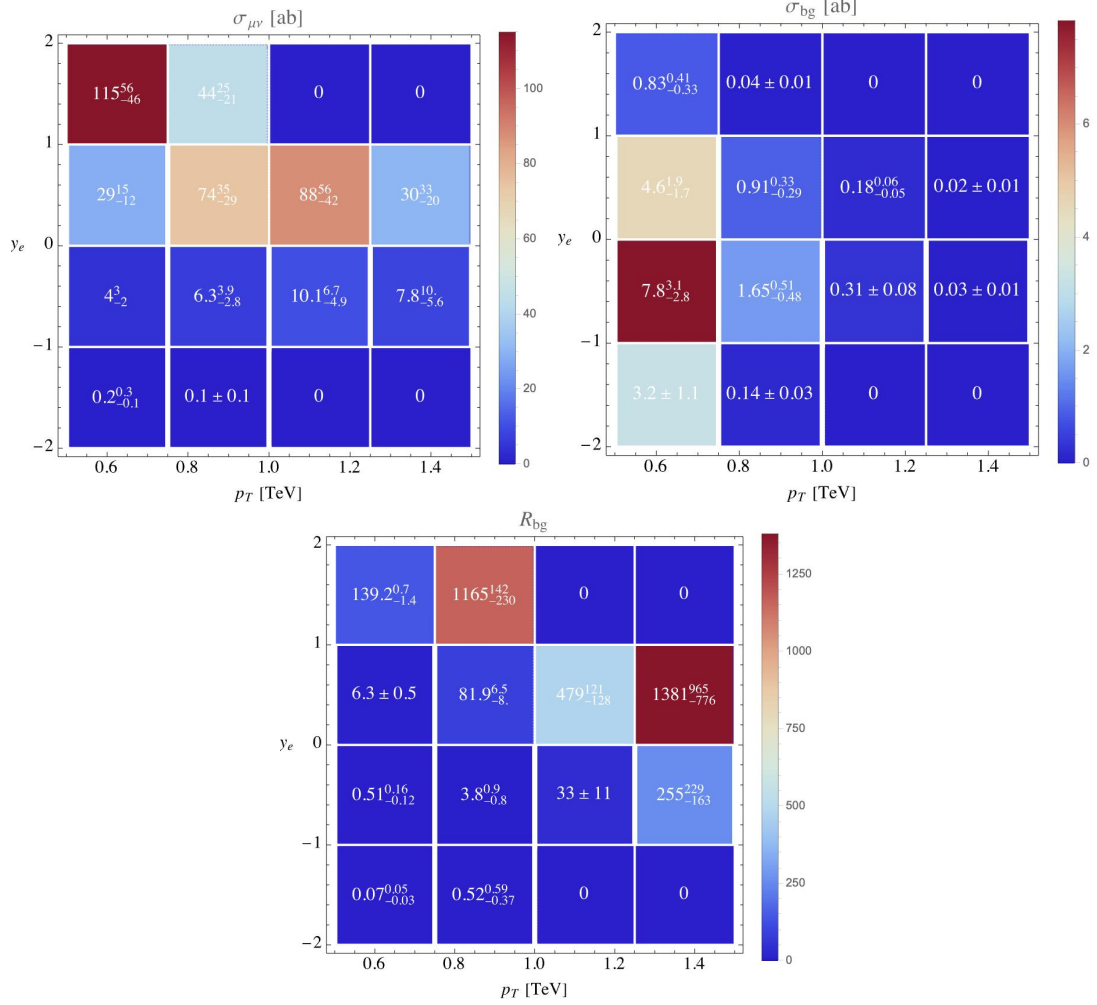 σ_μν [ab]
2
115^56_−46 44^25_−21 0 0
1
29^15_−12 74^35_−29 88^56_−42 30^33_−20
y_e 0
4^3_−2 6.3^3.9_−2.8 10.1^6.7_−4.9 7.8^10._−5.6
−1
0.2^0.3_−0.1 0.1 ± 0.1 0 0
−2
0.6 0.8 1.0 1.2 1.4
p_T [TeV]
100
80
60
40
20
0
σ_bg [ab]
2
0.83^0.41_−0.33 0.04 ± 0.01 0 0
1
4.6^1.9_−1.7 0.91^0.33_−0.29 0.18^0.06_−0.05 0.02 ± 0.01
y_e 0
7.8^3.1_−2.8 1.65^0.51_−0.48 0.31 ± 0.08 0.03 ± 0.01
−1
3.2 ± 1.1 0.14 ± 0.03 0 0
−2
0.6 0.8 1.0 1.2 1.4
p_T [TeV]
6
4
2
0
R_bg
2
139.2^0.7_−1.4 1165^142_−230 0 0
1
6.3 ± 0.5 81.9^6.5_−8. 479^121_−128 1381^965_−776
y_e 0
0.51^0.16_−0.12 3.8^0.9_−0.8 33 ± 11 255^229_−163
−1
0.07^0.05_−0.03 0.52^0.59_−0.37 0 0
−2
0.6 0.8 1.0 1.2 1.4
p_T [TeV]
1250
1000
750
500
250
0